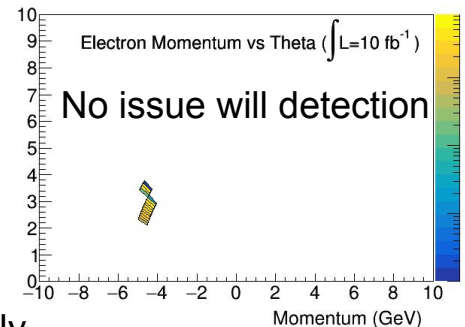 10
Electron Momentum vs Theta (∫L=10 fb⁻¹)
9
8
7
No issue will detection
6
5
4
3
2
1
0
−10 −8 −6 −4 −2 0 2 4 6 8 10
Momentum (GeV)